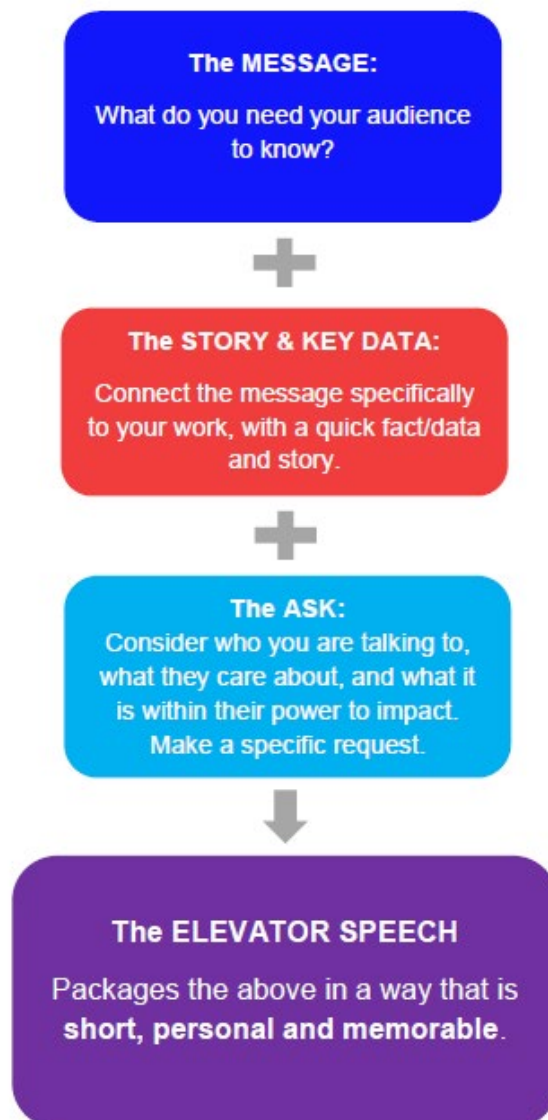 The MESSAGE:
What do you need your audience
to know?
The STORY & KEY DATA:
Connect the message specifically
to your work, with a quick fact/data
and story.
The ASK:
Consider who you are talking to,
what they care about, and what it
is within their power to impact.
Make a specific request.
The ELEVATOR SPEECH
Packages the above in a way that is
short, personal and memorable.